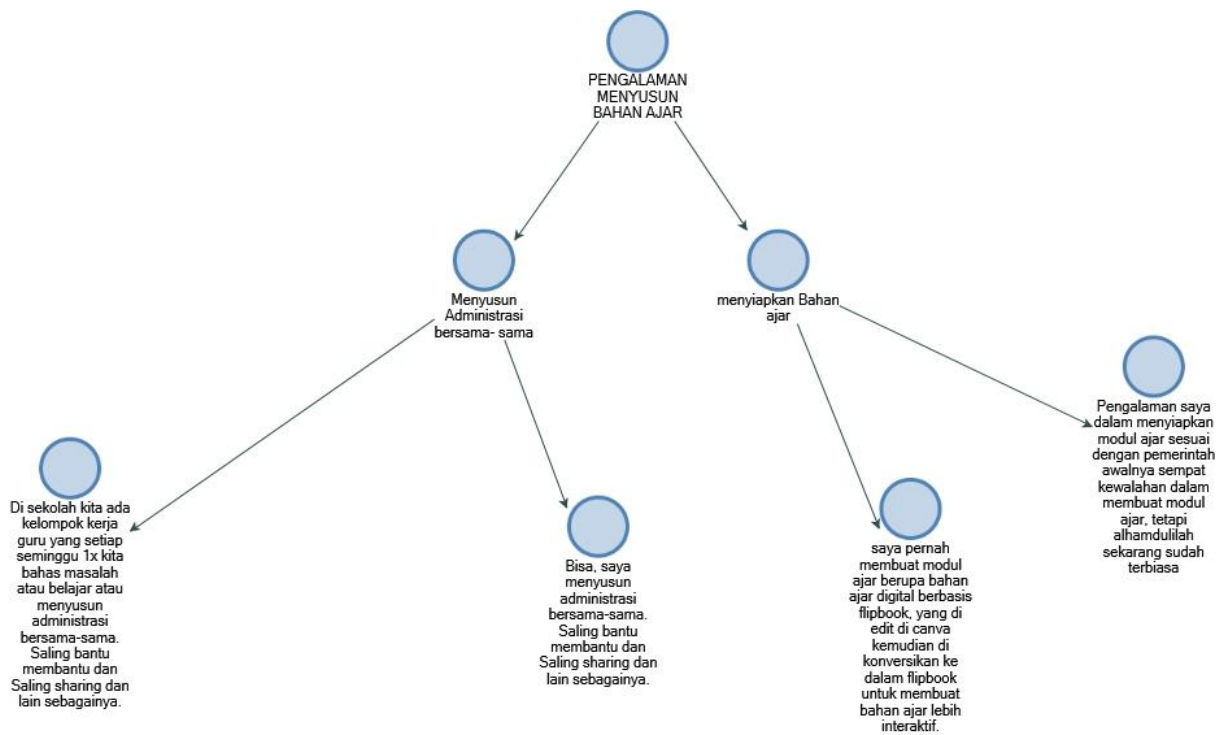 PENGALAMAN
MENYUSUN
BAHAN AJAR
Menyusun
Administrasi
bersama- sama
menyiapkan Bahan
ajar
Di sekolah kita ada
kelompok kerja
guru yang setiap
seminggu 1x kita
bahas masalah
atau belajar atau
menyusun
administrasi
bersama-sama.
Saling bantu
membantu dan
Saling sharing dan
lain sebagainya.
Bisa, saya
menyusun
administrasi
bersama-sama.
Saling bantu
membantu dan
Saling sharing dan
lain sebagainya.
saya pernah
membuat modul
ajar berupa bahan
ajar digital berbasis
flipbook, yang di
edit di canva
kemudian di
konversikan ke
dalam flipbook
untuk membuat
bahan ajar lebih
interaktif.
Pengalaman saya
dalam menyiapkan
modul ajar sesuai
dengan pemerintah
awalnya sempat
kewalahan dalam
membuat modul
ajar, tetapi
alhamdulilah
sekarang sudah
terbiasa